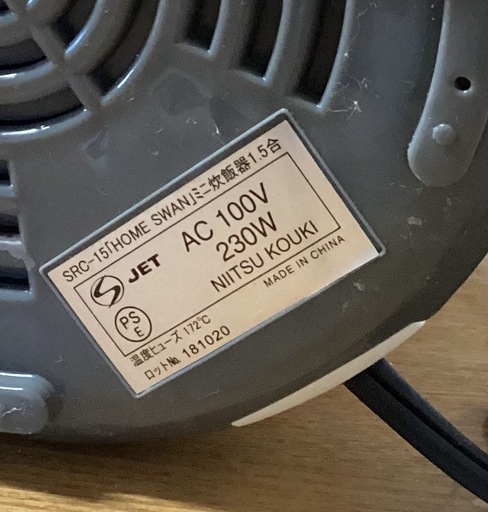 SRC-15「HOME SWAN」ミニ炊飯器1.5合
JET
AC 100V
230W
NIITSU KOUKI
PS
E
MADE IN CHINA
温度ヒューズ 172℃
ロット№ 181020